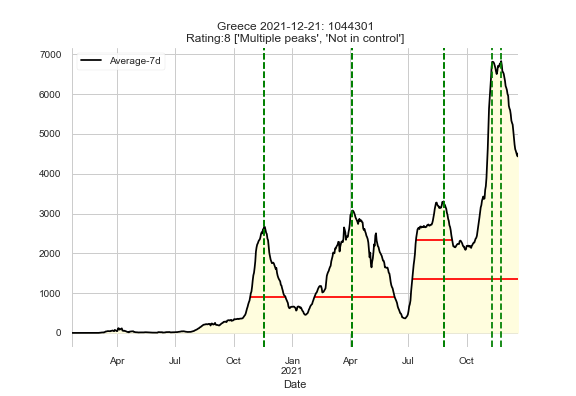 Greece 2021-12-21: 1044301
Rating:8 ['Multiple peaks', 'Not in control']
Average-7d
7000
6000
5000
4000
3000
2000
1000
0
Apr Jul Oct Jan Apr Jul Oct
2021
Date